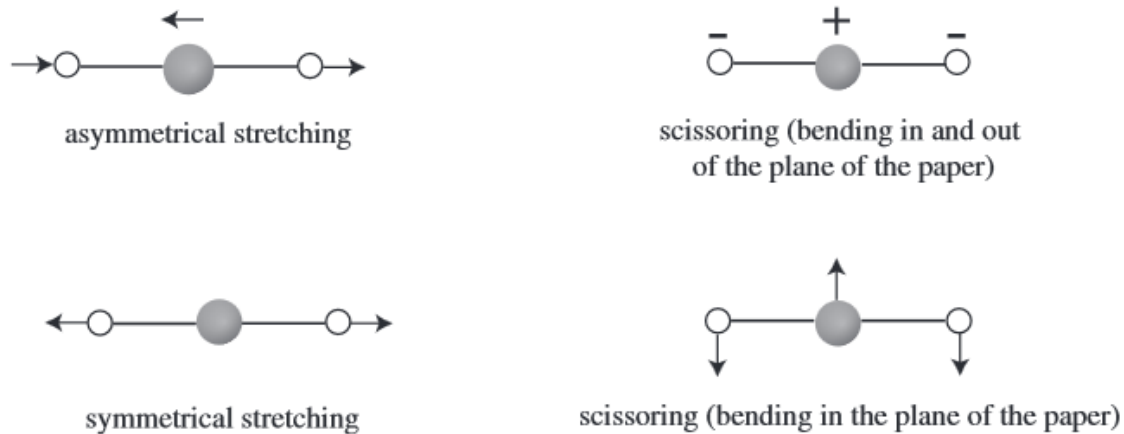 asymmetrical stretching
- + -
scissoring (bending in and out
of the plane of the paper)
symmetrical stretching
scissoring (bending in the plane of the paper)